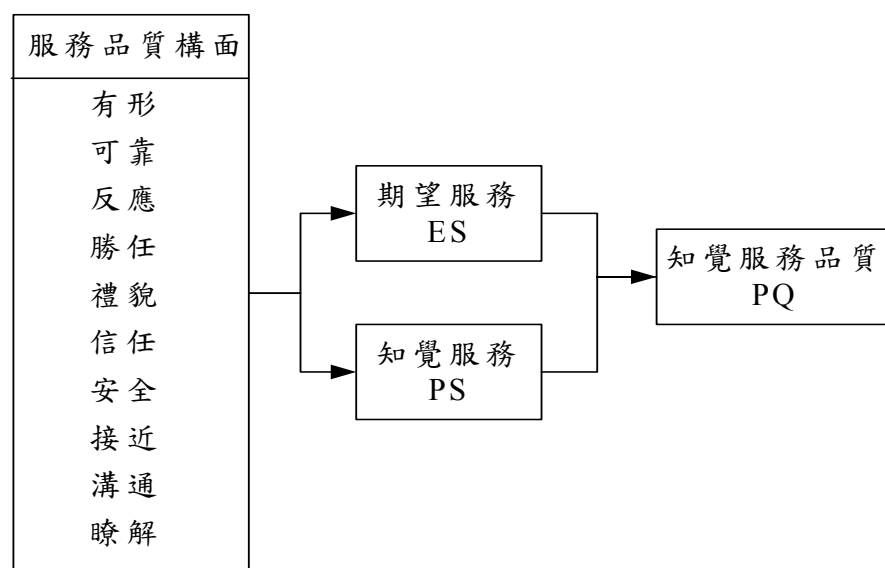 服務品質構面
有形
可靠
反應
勝任
禮貌
信任
安全
接近
溝通
瞭解
期望服務
ES
知覺服務
PS
知覺服務品質
PQ